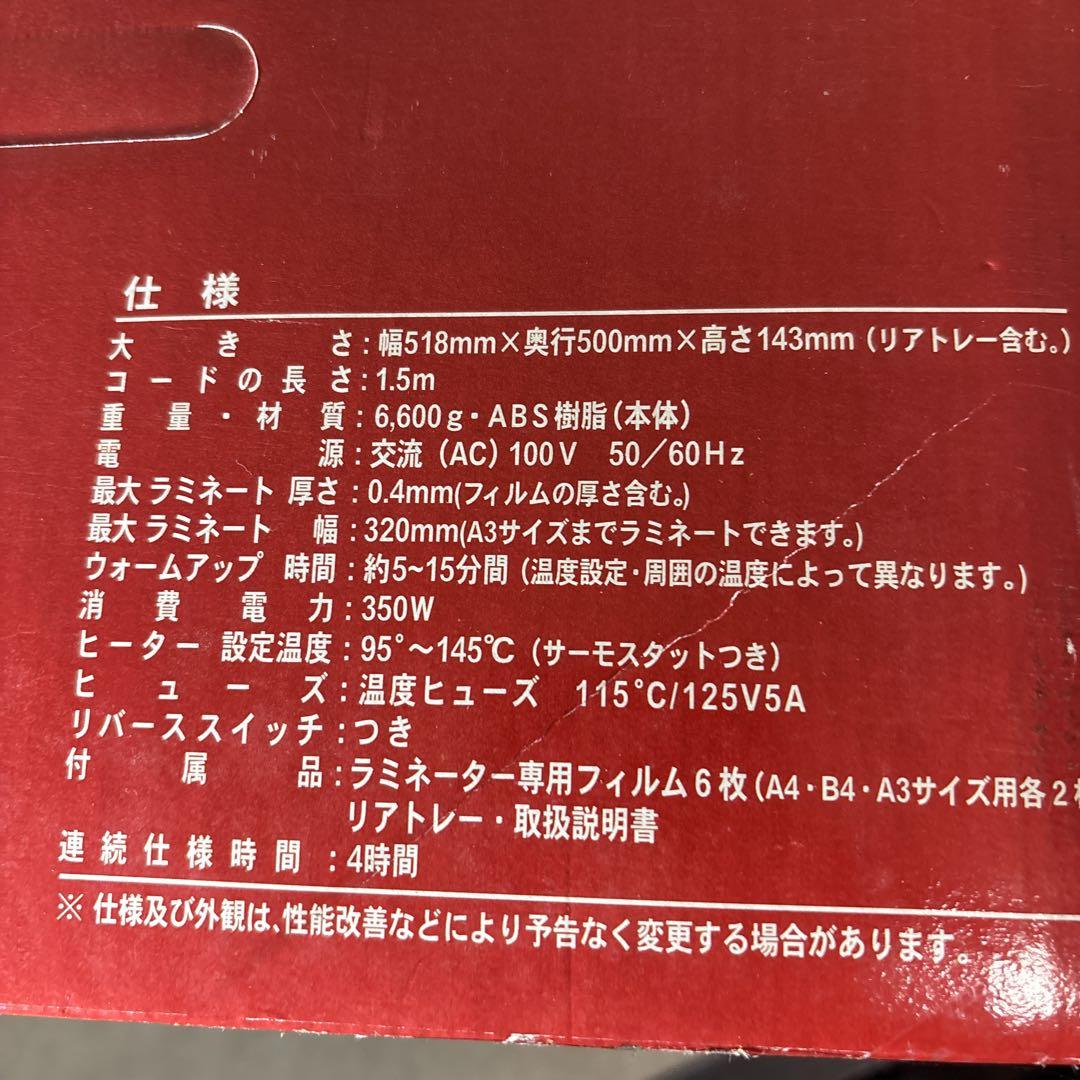 仕様
大きさ:幅518mm×奥行500mm×高さ143mm(リアトレー含む。)
コードの長さ:1.5m
重量・材質:6,600g・ABS樹脂(本体)
電源:交流(AC)100V 50/60Hz
最大ラミネート厚さ:0.4mm(フィルムの厚さ含む。)
最大ラミネート幅:320mm(A3サイズまでラミネートできます。)
ウォームアップ時間:約5~15分間(温度設定・周囲の温度によって異なります。)
消費電力:350W
ヒーター設定温度:95°~145℃(サーモスタットつき)
ヒューズ:温度ヒューズ 115°C/125V5A
リバーススイッチ:つき
付属品:ラミネーター専用フィルム6枚(A4・B4・A3サイズ用各2
リアトレー・取扱説明書
連続仕様時間:4時間
※仕様及び外観は、性能改善などにより予告なく変更する場合があります。